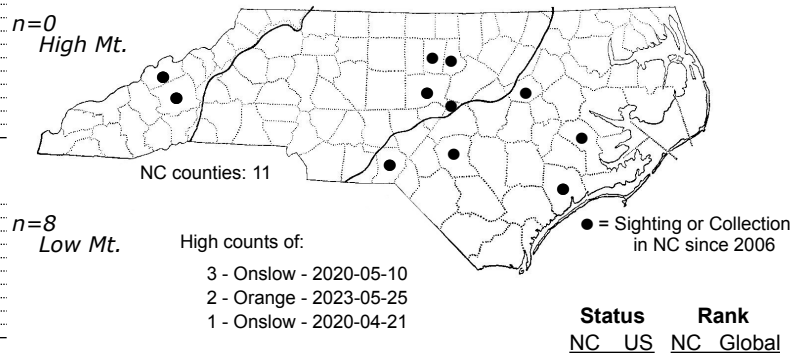 n=0
High Mt.
NC counties: 11
n=8
Low Mt.
High counts of:
3 - Onslow - 2020-05-10
2 - Orange - 2023-05-25
1 - Onslow - 2020-04-21
● = Sighting or Collection
in NC since 2006
Status Rank
NC US NC Global